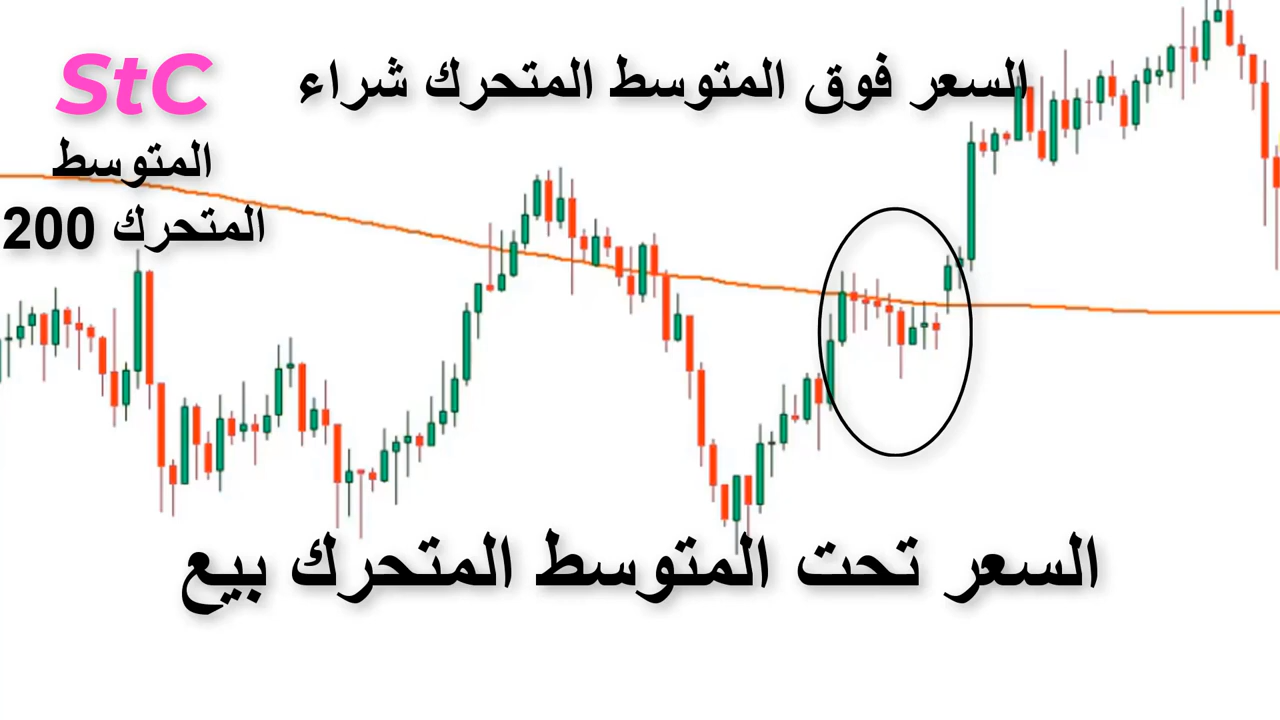 StC
السعر فوق المتوسط المتحرك شراء
المتوسط
المتحرك 200
السعر تحت المتوسط المتحرك بيع